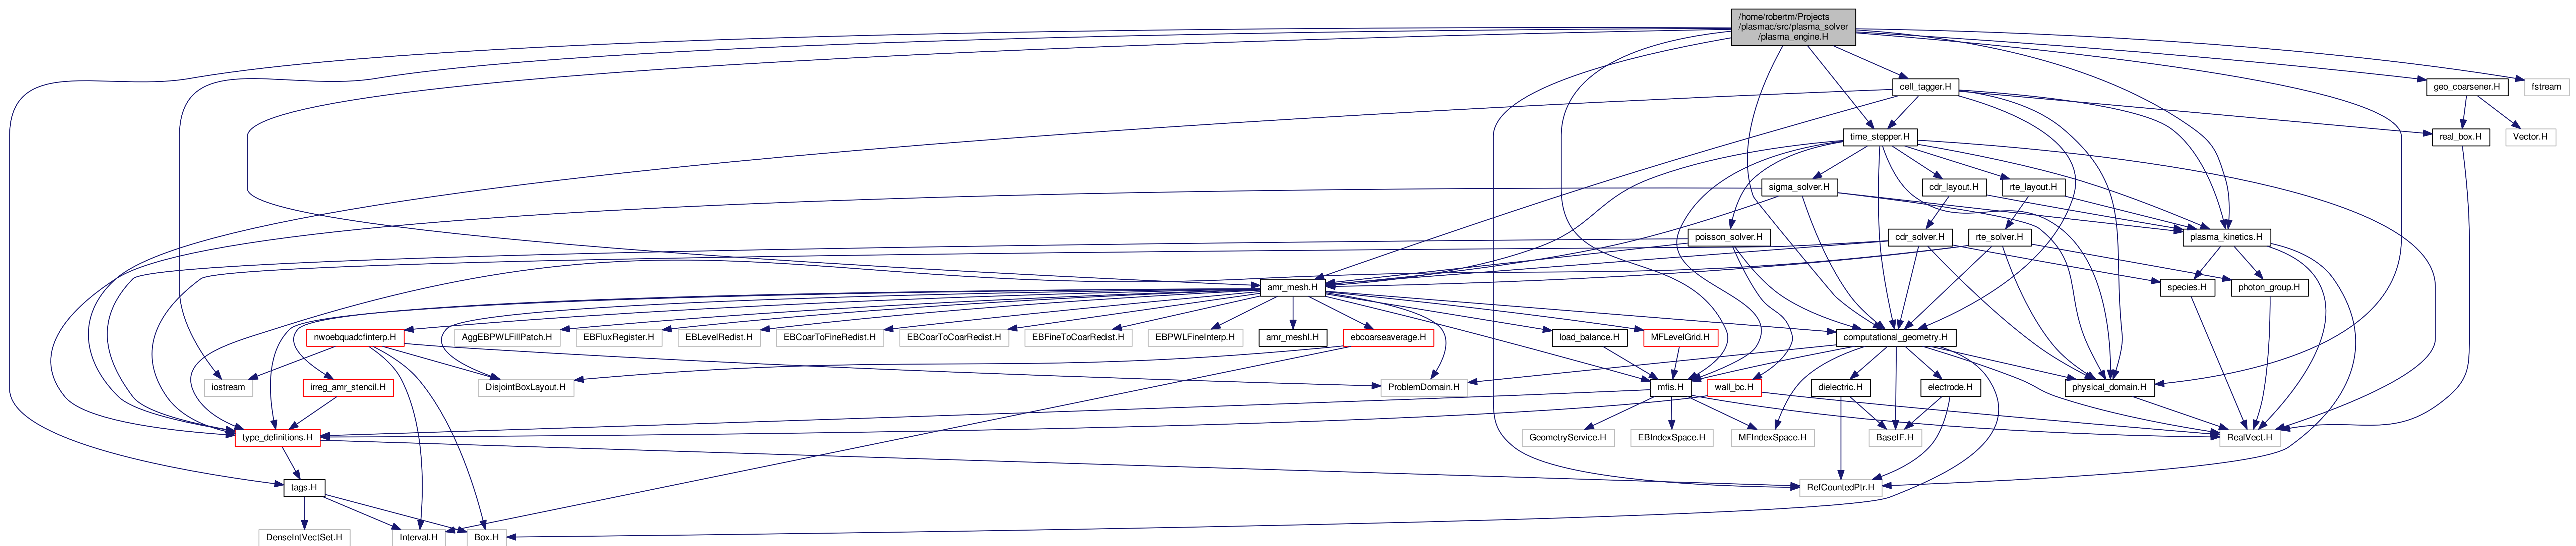 /home/robertm/Projects
/plasmac/src/plasma_solver
/plasma_engine.H
cell_tagger.H
geo_coarsener.H
fstream
time_stepper.H
real_box.H
Vector.H
sigma_solver.H
cdr_layout.H
rte_layout.H
poisson_solver.H
cdr_solver.H
rte_solver.H
plasma_kinetics.H
amr_mesh.H
species.H
photon_group.H
nwoebquadcfinterp.H
AggEBPWLFillPatch.H
EBFluxRegister.H
EBLevelRedist.H
EBCoarToFineRedist.H
EBCoarToCoarRedist.H
EBFineToCoarRedist.H
EBPWLFineInterp.H
amr_meshI.H
ebcoarseaverage.H
load_balance.H
MFLevelGrid.H
computational_geometry.H
iostream
irreg_amr_stencil.H
DisjointBoxLayout.H
ProblemDomain.H
mfis.H
wall_bc.H
dielectric.H
electrode.H
physical_domain.H
type_definitions.H
GeometryService.H
EBIndexSpace.H
MFIndexSpace.H
BaseIF.H
RealVect.H
tags.H
RefCountedPtr.H
DenseIntVectSet.H
Interval.H
Box.H